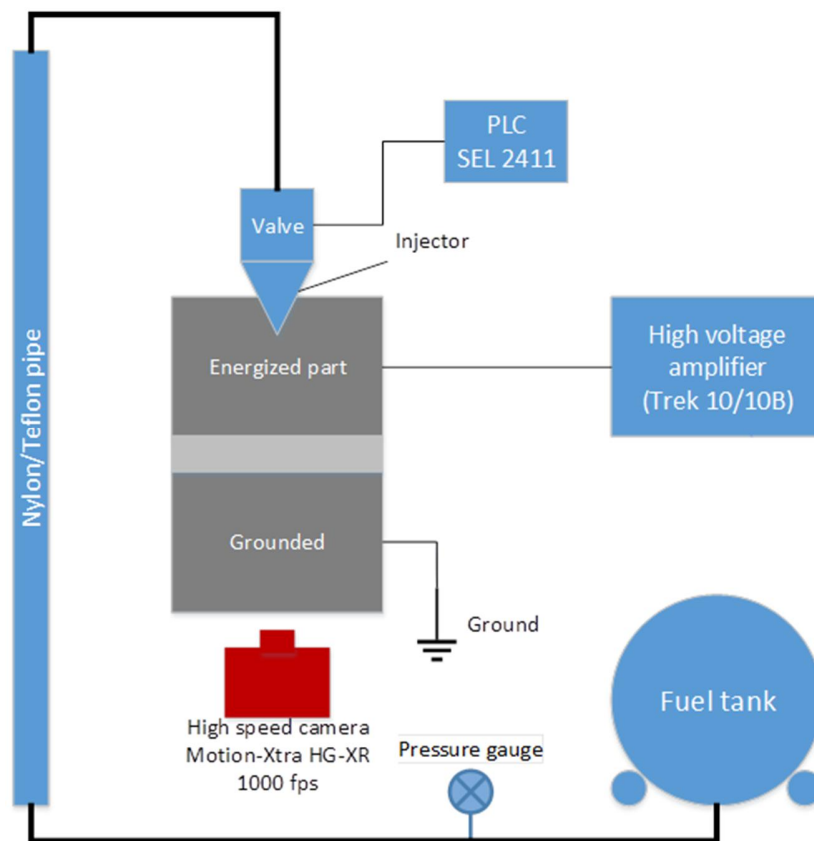 PLC
SEL 2411
Valve
Injector
Nylon/Teflon pipe
Energized part
High voltage
amplifier
(Trek 10/10B)
Grounded
Ground
Fuel tank
High speed camera
Motion-Xtra HG-XR
1000 fps
Pressure gauge